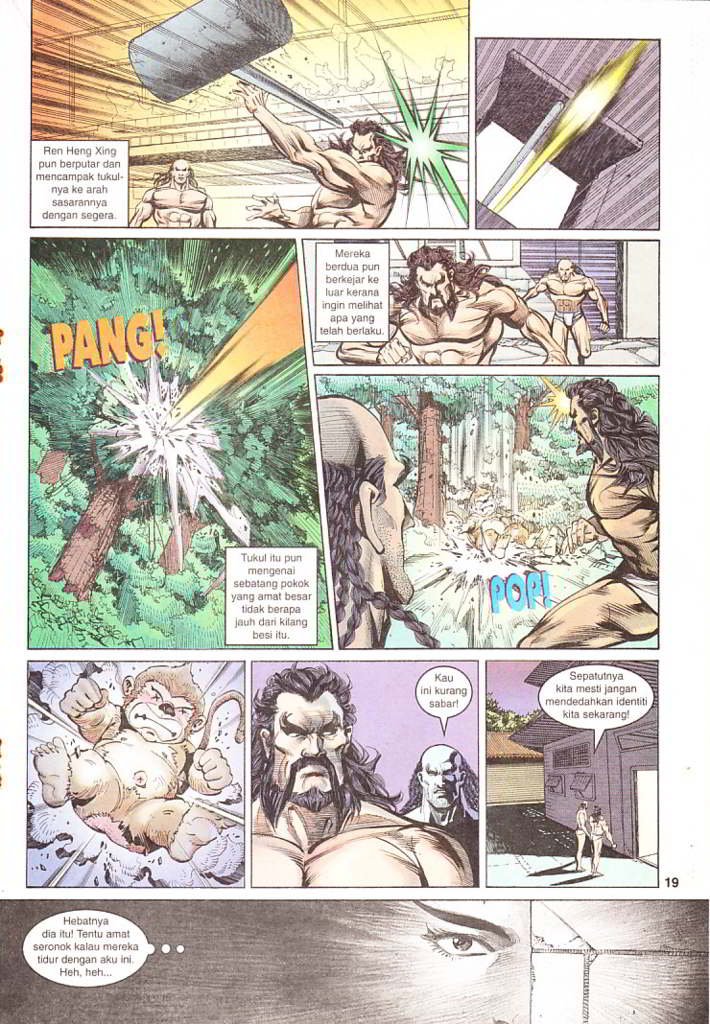 Ren Heng Xing
pun berputar dan
mencampak tukul-
nya ke arah
sasarannya
dengan segera.
PANG!
Tukul itu pun
mengenai
sebatang pokok
yang amat besar
tidak berapa
jauh dari kilang
besi itu.
Mereka
berdua pun
berkejar ke
luar kerana
ingin melihat
apa yang
telah berlaku.
POP!
Kau
ini kurang
sabar!
Sepatutnya
kita mesti jangan
mendedahkan identiti
kita sekarang!
19
Hebatnya
dia itu! Tentu amat
seronok kalau mereka
tidur dengan aku ini.
Heh, heh...